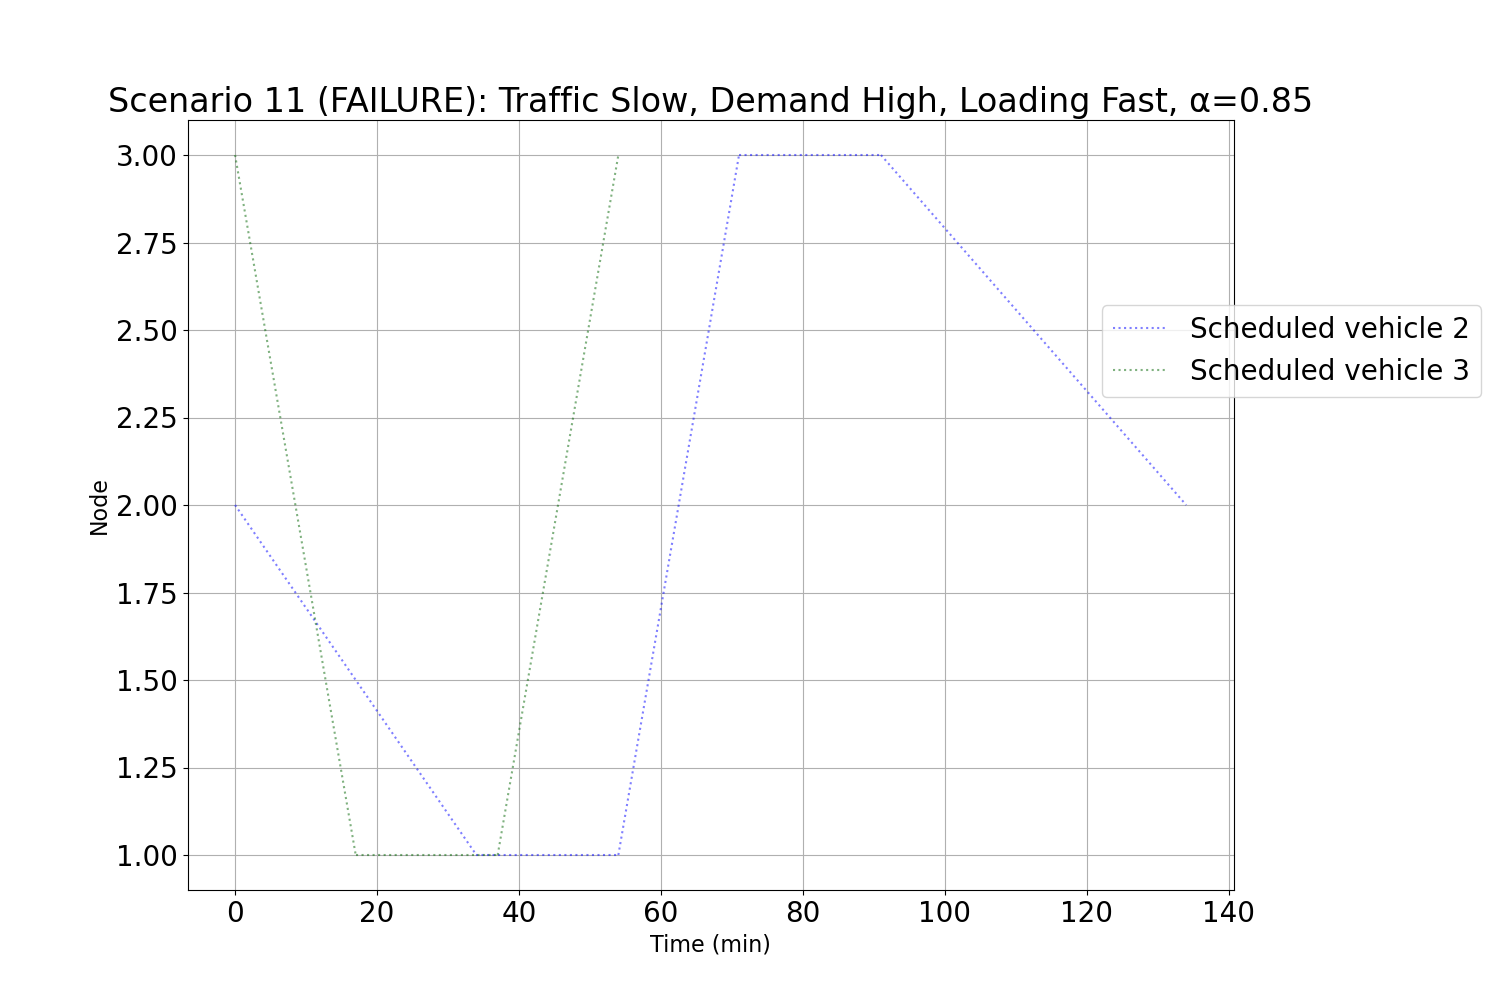 Scenario 11 (FAILURE): Traffic Slow, Demand High, Loading Fast, α=0.85
3.00
2.75
2.50
2.25
2.00
1.75
1.50
1.25
1.00
Node
Scheduled vehicle 2
Scheduled vehicle 3
0 20 40 60 80 100 120 140
Time (min)